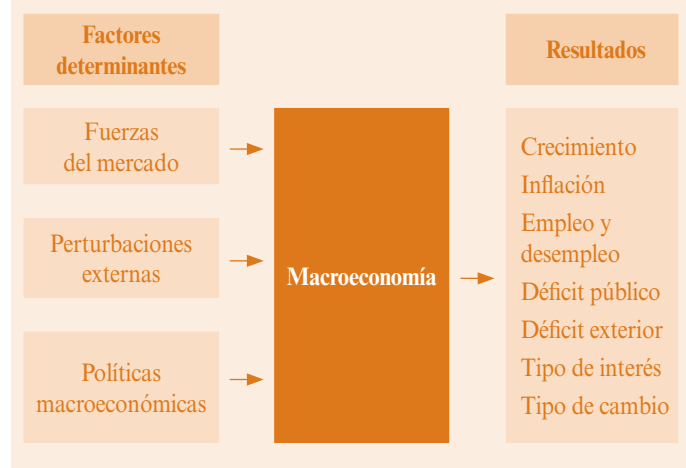 Factores
determinantes
Fuerzas
del mercado
Perturbaciones
externas
Políticas
macroeconómicas
Macroeconomía
Resultados
Crecimiento
Inflación
Empleo y
desempleo
Déficit público
Déficit exterior
Tipo de interés
Tipo de cambio